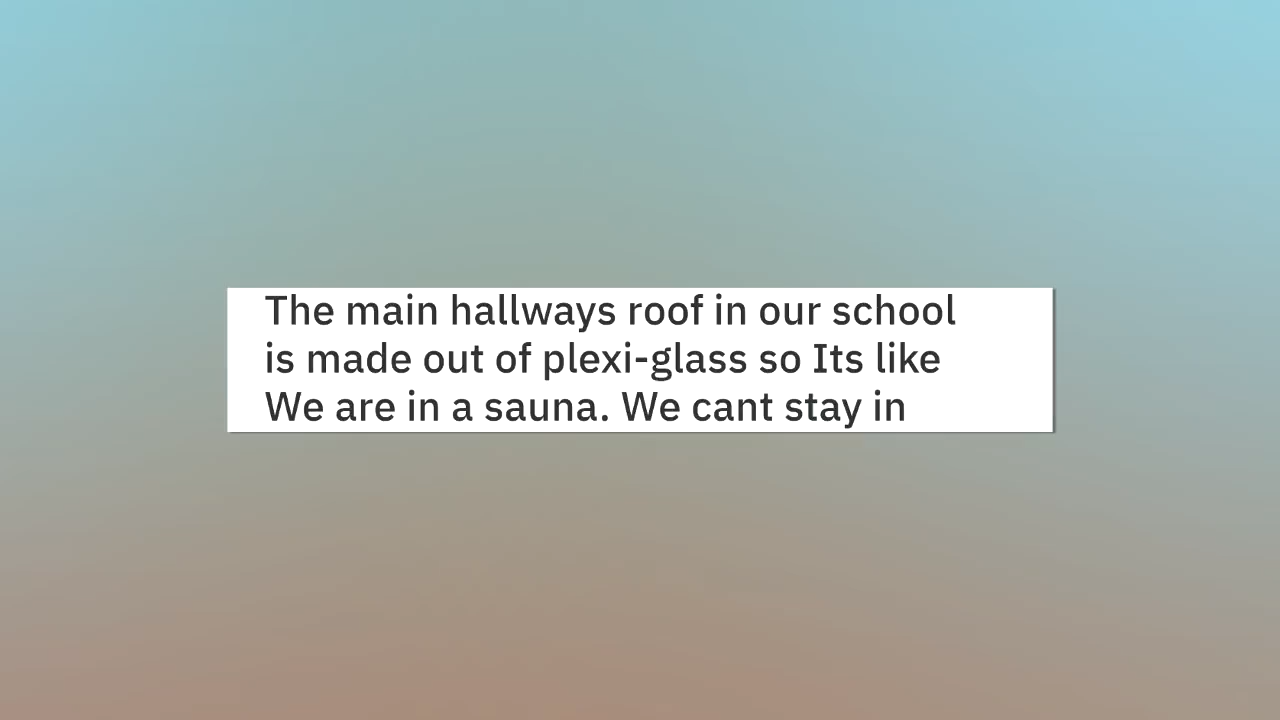 The main hallways roof in our school
is made out of plexi-glass so Its like
We are in a sauna. We cant stay in